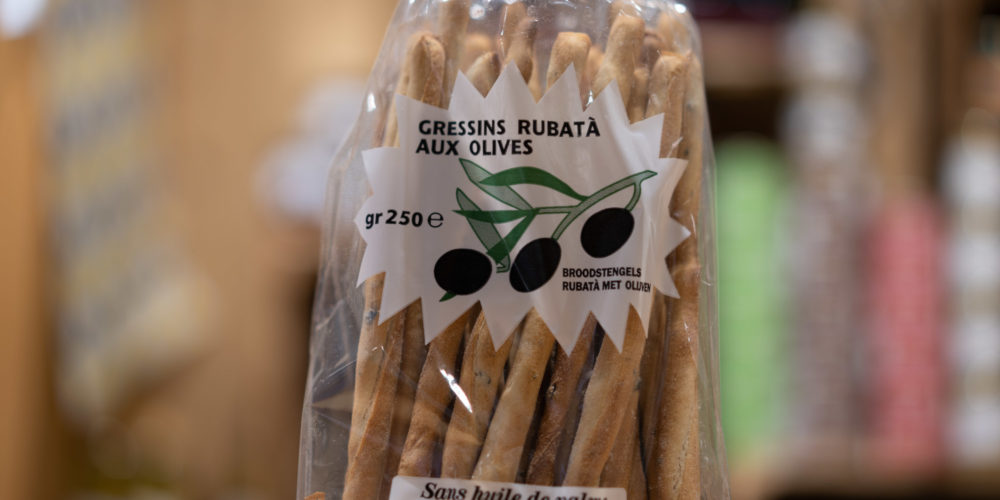 GRESSINS RUBATÀ
AUX OLIVES
gr 250 e
BROODSTENGELS
RUBATÀ MET OLIJVEN
Sans huile de palme